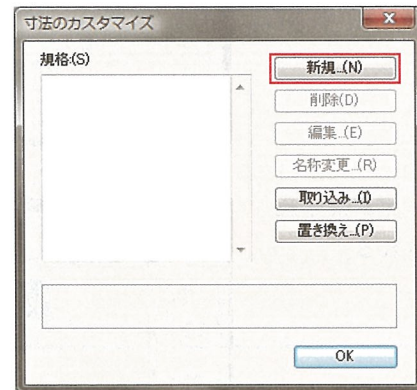 寸法のカスタマイズ
規格:(S)
新規...(N)
削除(D)
編集...(E)
名称変更...(R)
取り込み...(I)
置き換え...(P)
OK